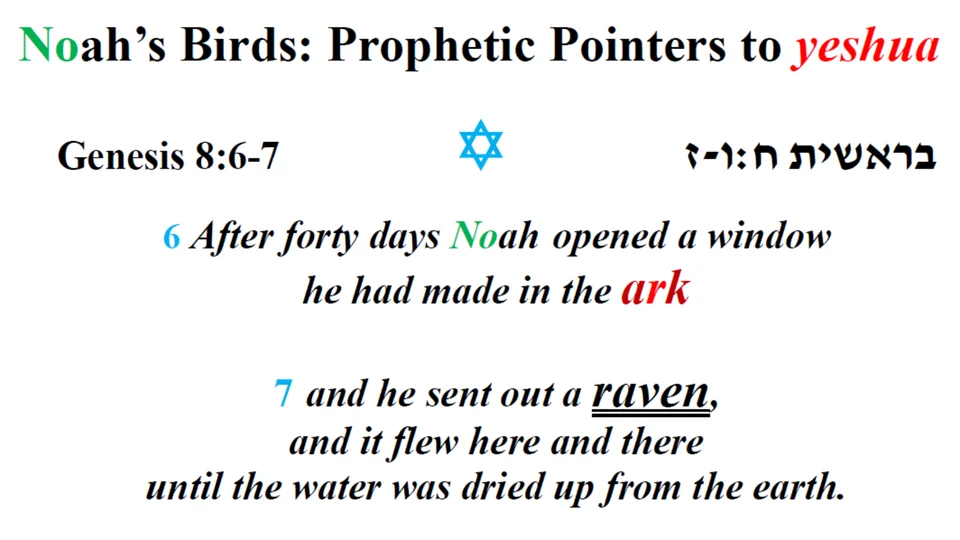 Noah’s Birds: Prophetic Pointers to yeshua
Genesis 8:6-7
בראשית ח:ו-ז
6 After forty days Noah opened a window
he had made in the ark
7 and he sent out a raven,
and it flew here and there
until the water was dried up from the earth.